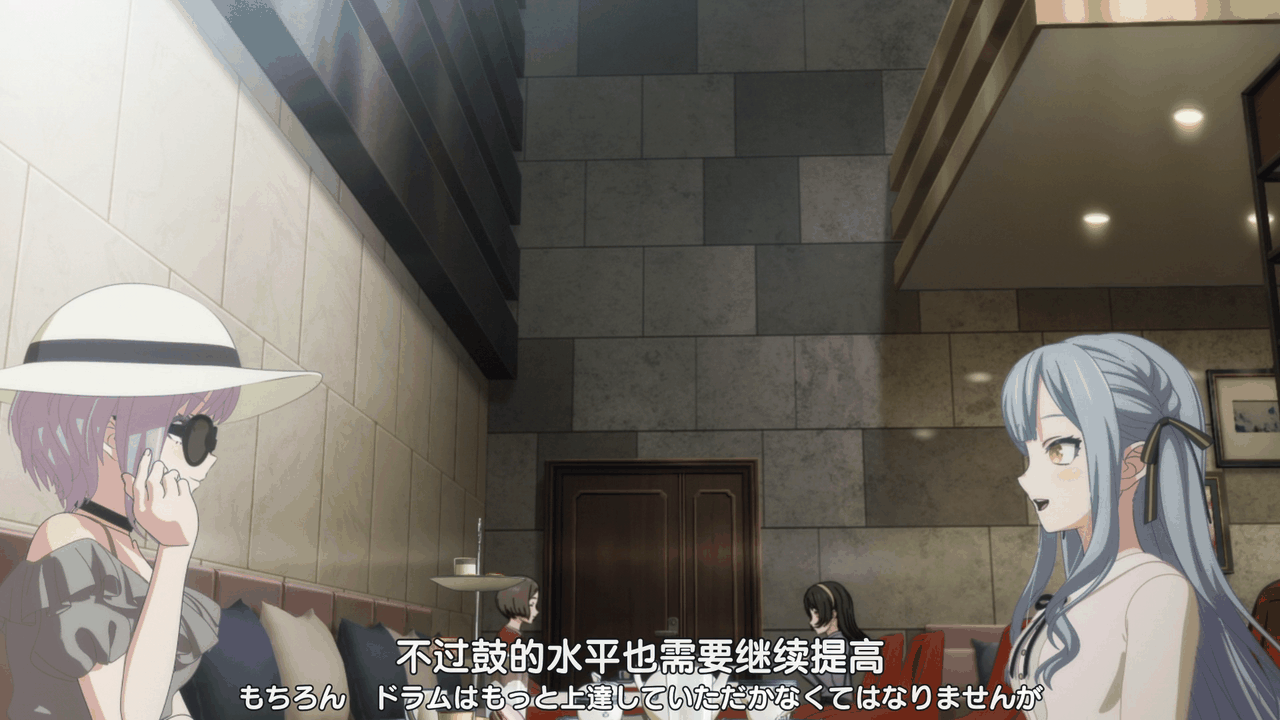 不过鼓的水平也需要继续提高
もちろん　ドラムはもっと上達していただかなくてはなりませんが